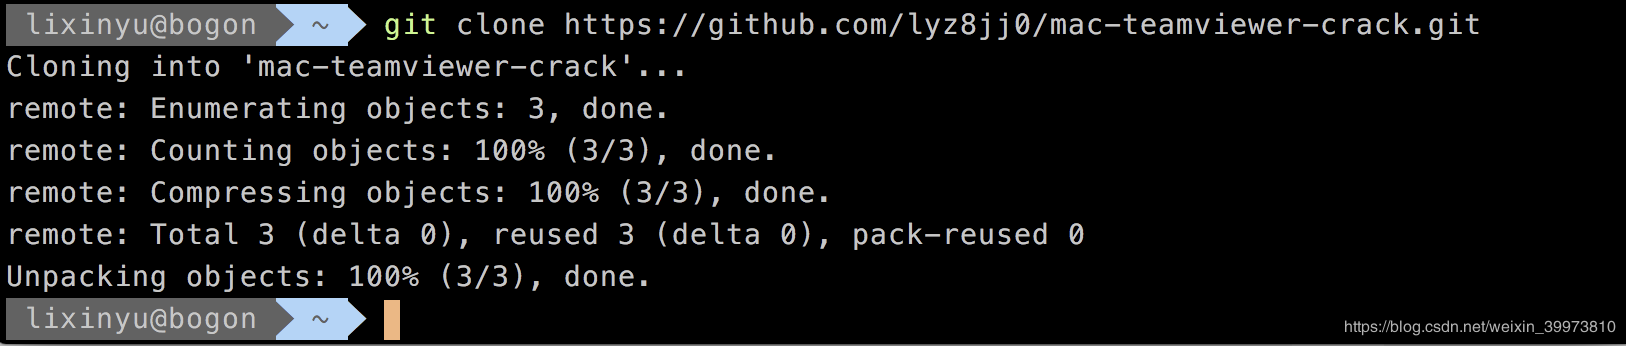 lixinyu@bogon ~ git clone https://github.com/lyz8jj0/mac-teamviewer-crack.git
Cloning into 'mac-teamviewer-crack'...
remote: Enumerating objects: 3, done.
remote: Counting objects: 100% (3/3), done.
remote: Compressing objects: 100% (3/3), done.
remote: Total 3 (delta 0), reused 3 (delta 0), pack-reused 0
Unpacking objects: 100% (3/3), done.
lixinyu@bogon ~
https://blog.csdn.net/weixin_39973810